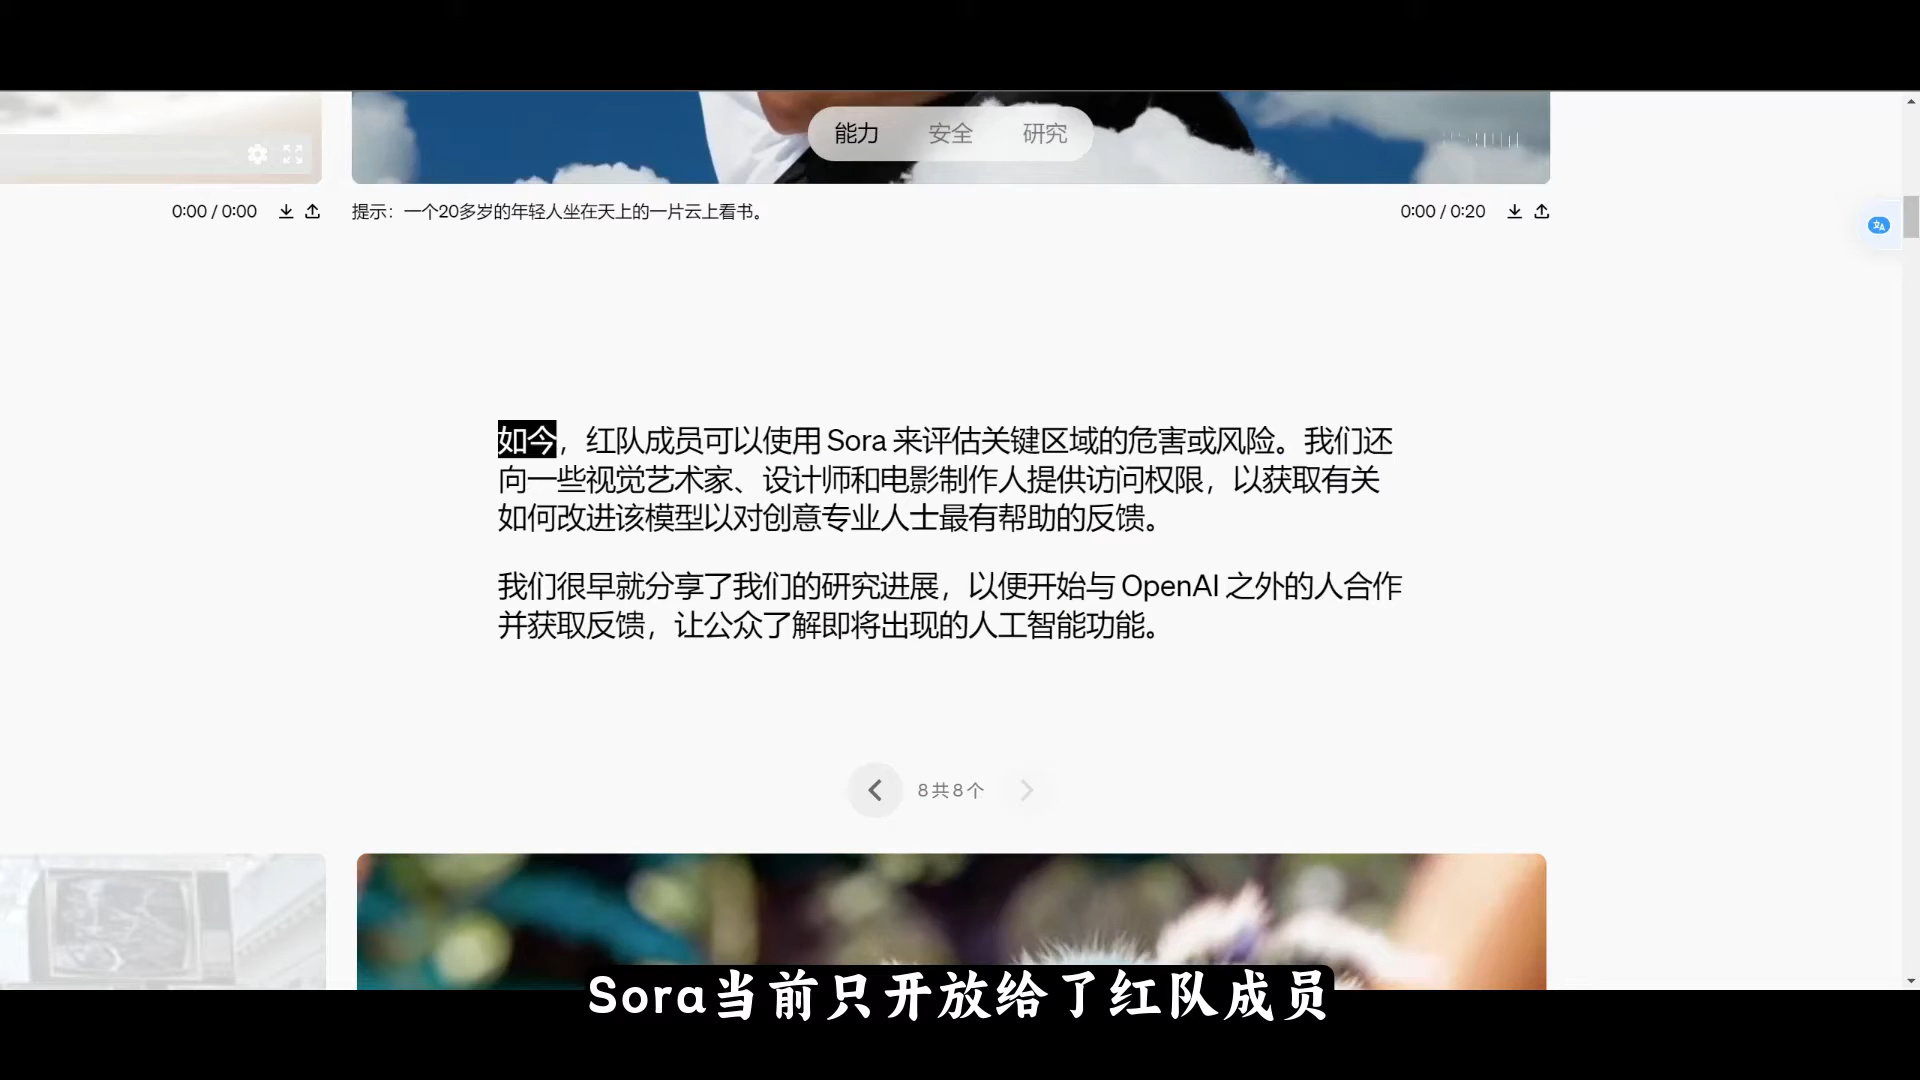 能力 安全 研究
0:00 / 0:00
提示：一个20多岁的年轻人坐在天上的一片云上看书。
0:00 / 0:20
如今，红队成员可以使用 Sora 来评估关键区域的危害或风险。我们还
向一些视觉艺术家、设计师和电影制作人提供访问权限，以获取有关
如何改进该模型以对创意专业人士最有帮助的反馈。
我们很早就分享了我们的研究进展，以便开始与 OpenAI 之外的人合作
并获取反馈，让公众了解即将出现的人工智能功能。
8共8个
Sora当前只开放给了红队成员